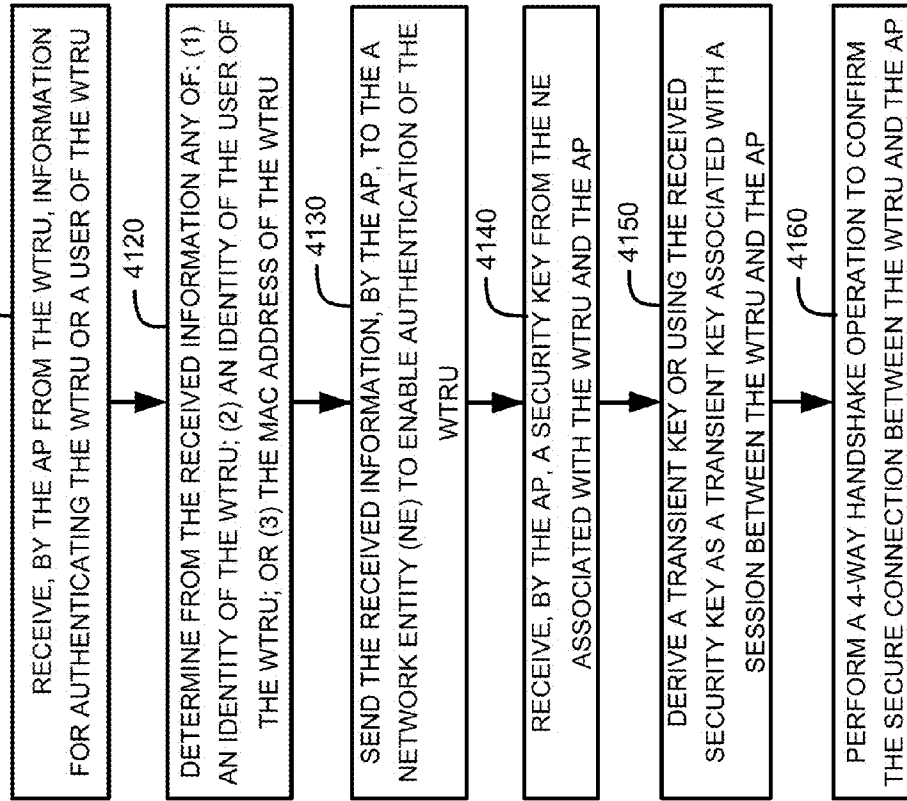 RECEIVE, BY THE AP FROM THE WTRU, INFORMATION
FOR AUTHENTICATING THE WTRU OR A USER OF THE WTRU
4120
DETERMINE FROM THE RECEIVED INFORMATION ANY OF: (1)
AN IDENTITY OF THE WTRU; (2) AN IDENTITY OF THE USER OF
THE WTRU; OR (3) THE MAC ADDRESS OF THE WTRU
4130
SEND THE RECEIVED INFORMATION, BY THE AP, TO THE A
NETWORK ENTITY (NE) TO ENABLE AUTHENTICATION OF THE
WTRU
4140
RECEIVE, BY THE AP, A SECURITY KEY FROM THE NE
ASSOCIATED WITH THE WTRU AND THE AP
4150
DERIVE A TRANSIENT KEY OR USING THE RECEIVED
SECURITY KEY AS A TRANSIENT KEY ASSOCIATED WITH A
SESSION BETWEEN THE WTRU AND THE AP
4160
PERFORM A 4-WAY HANDSHAKE OPERATION TO CONFIRM
THE SECURE CONNECTION BETWEEN THE WTRU AND THE AP